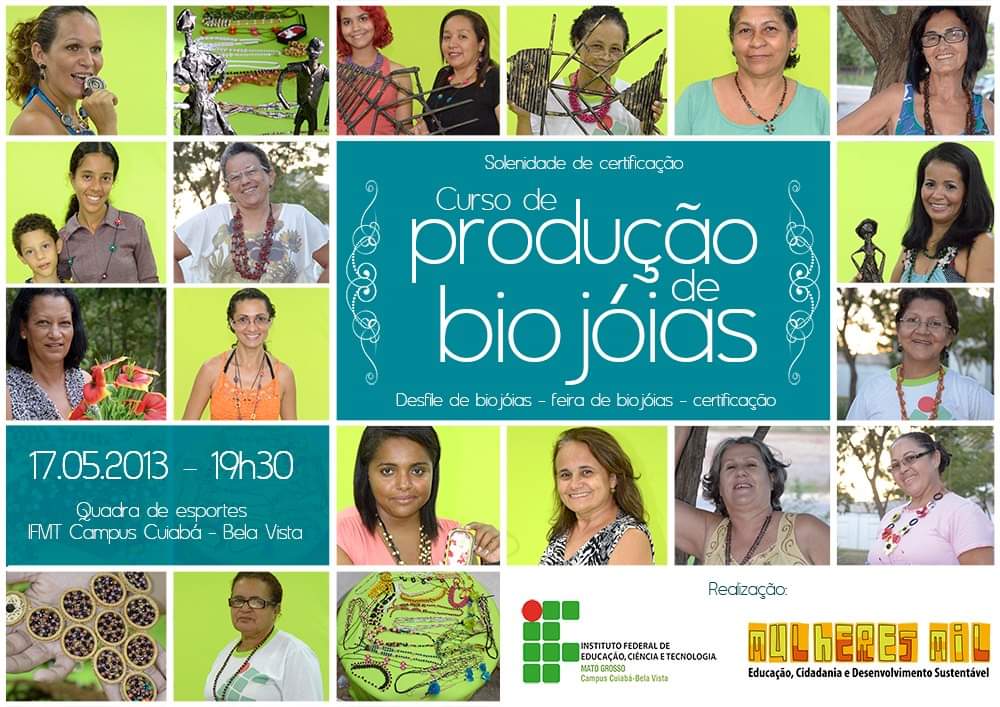 Solenidade de certificação
Curso de
produção
de
bio jóias
Desfile de bio jóias - feira de bio jóias - certificação
17.05.2013 - 19h30
Quadra de esportes
IFMT Campus Cuiabá - Bela Vista
Realização:
INSTITUTO FEDERAL DE
EDUCAÇÃO, CIÊNCIA E TECNOLOGIA
MATO GROSSO
Campus Cuiabá-Bela Vista
MULHERES MIL
Educação, Cidadania e Desenvolvimento Sustentável